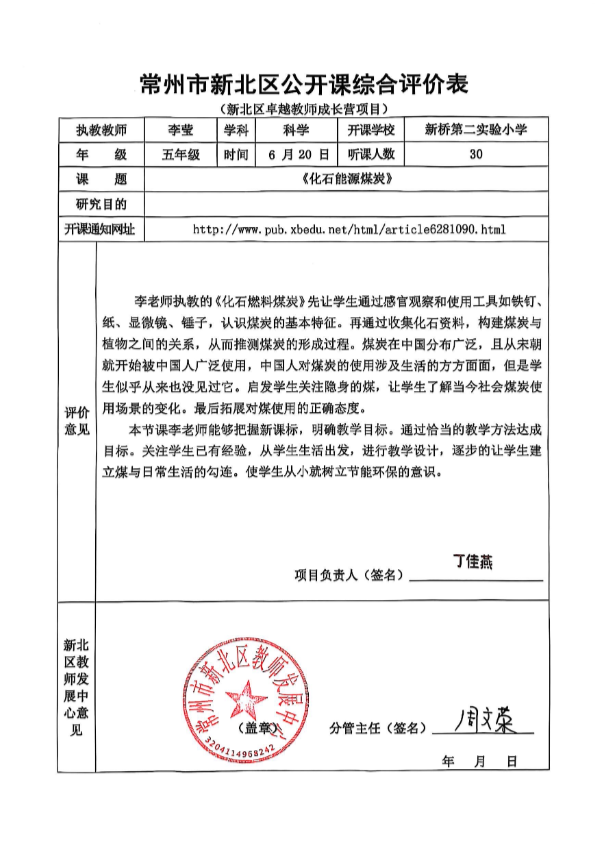 常州市新北区公开课综合评价表
（新北区卓越教师成长营项目）
执教教师 李莹 学科 科学 开课学校 新桥第二实验小学
年 级 五年级 时间 6 月 20 日 听课人数 30
课 题 《化石能源煤炭》
研究目的
开课通知网址 http://www.pub.xbedu.net/html/article6281090.html
评价意见
李老师执教的《化石燃料煤炭》先让学生通过感官观察和使用工具如铁钉、
纸、显微镜、锤子，认识煤炭的基本特征。再通过收集化石资料，构建煤炭与
植物之间的关系，从而推测煤炭的形成过程。煤炭在中国分布广泛，且从宋朝
就开始被中国人广泛使用，中国人对煤炭的使用涉及生活的方方面面，但是学
生似乎从来也没见过它。启发学生关注隐身的煤，让学生了解当今社会煤炭使
用场景的变化。最后拓展对煤使用的正确态度。
本节课李老师能够把握新课标，明确教学目标。通过恰当的教学方法达成
目标。关注学生已有经验，从学生生活出发，进行教学设计，逐步的让学生建
立煤与日常生活的勾连。使学生从小就树立节能环保的意识。
项目负责人（签名） 丁佳燕
新北区教师发展中心意见
常州市新北区教师发展中心
3204114968242
（盖章） 分管主任（签名） 周文荣
年 月 日